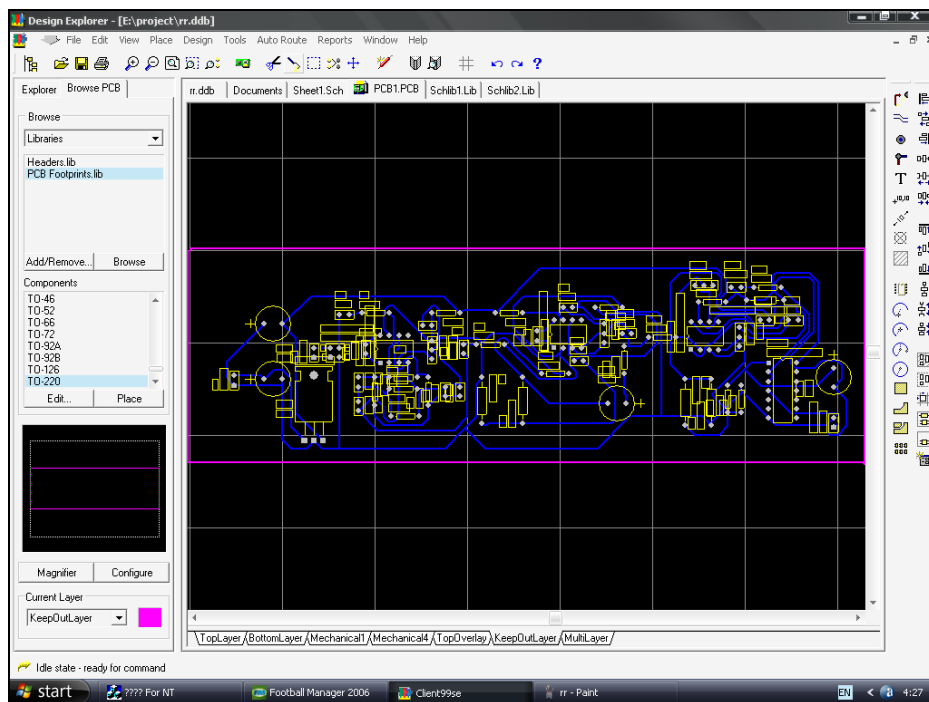 Design Explorer - [E:\project\rr.ddb]
File Edit View Place Design Tools Auto Route Reports Window Help
Explorer Browse PCB
rr.ddb Documents Sheet1.Sch PCB1.PCB Schlib1.Lib Schlib2.Lib
Browse
Libraries
Headers.lib
PCB Footprints.lib
Add/Remove... Browse
Components
TO-46
TO-52
TO-66
TO-72
TO-92A
TO-92B
TO-126
TO-220
Edit... Place
Magnifier Configure
Current Layer
KeepOutLayer
TopLayer BottomLayer Mechanical1 Mechanical4 TopOverlay KeepOutLayer MultiLayer
Idle state - ready for command
start ???? For NT Football Manager 2006 Client99se rr - Paint EN 4:27